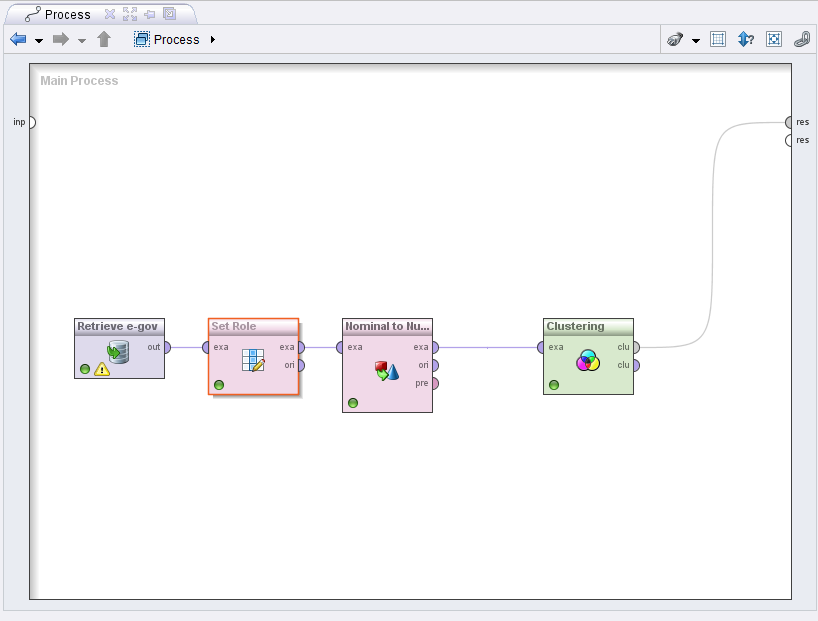 Process
Process
Main Process
inp
res
res
Retrieve e-gov
out
Set Role
exa
exa
ori
Nominal to Nu...
exa
exa
ori
pre
Clustering
exa
clu
clu